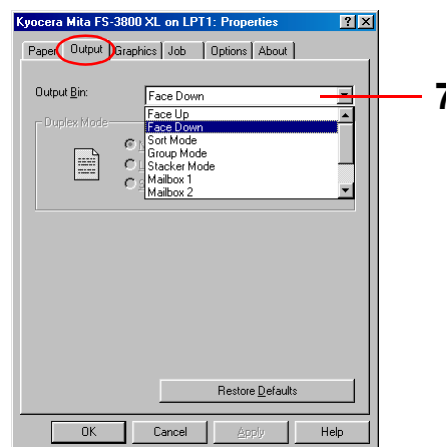 Kyocera Mita FS-3800 XL on LPT1: Properties
Paper Output Graphics Job Options About
Output Bin: Face Down
Face Up
Duplex Mode
Face Down
Sort Mode
Group Mode
Stacker Mode
Mailbox 1
Mailbox 2
7
Restore Defaults
OK Cancel Apply Help